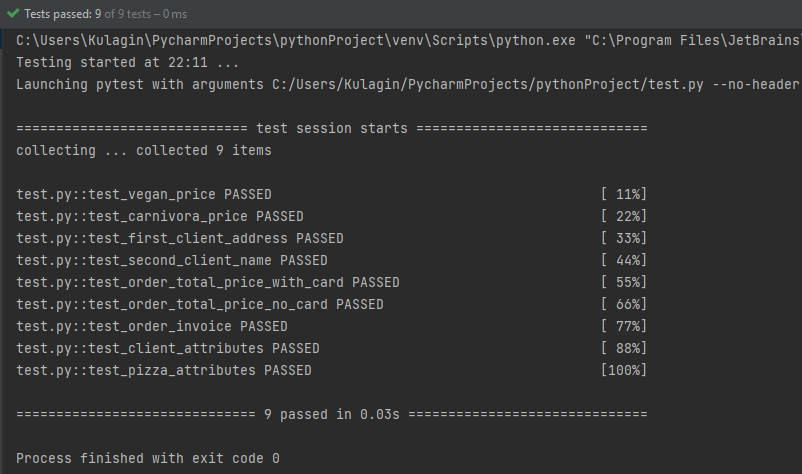 Tests passed: 9 of 9 tests – 0 ms
C:\Users\Kulagin\PycharmProjects\pythonProject\venv\Scripts\python.exe "C:\Program Files\JetBrains\
Testing started at 22:11 ...
Launching pytest with arguments C:/Users/Kulagin/PycharmProjects/pythonProject/test.py --no-header
============================= test session starts =============================
collecting ... collected 9 items
test.py::test_vegan_price PASSED [ 11%]
test.py::test_carnivora_price PASSED [ 22%]
test.py::test_first_client_address PASSED [ 33%]
test.py::test_second_client_name PASSED [ 44%]
test.py::test_order_total_price_with_card PASSED [ 55%]
test.py::test_order_total_price_no_card PASSED [ 66%]
test.py::test_order_invoice PASSED [ 77%]
test.py::test_client_attributes PASSED [ 88%]
test.py::test_pizza_attributes PASSED [100%]
============================== 9 passed in 0.03s ==============================
Process finished with exit code 0